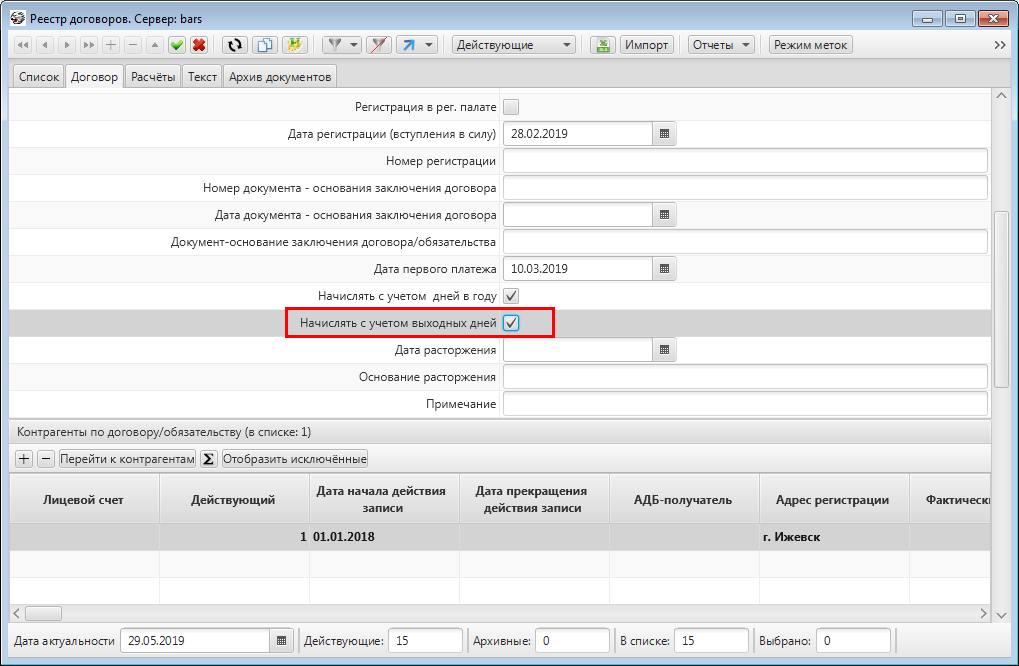 Реестр договоров. Сервер: bars
Действующие Импорт Отчеты Режим меток
Список Договор Расчёты Текст Архив документов
Регистрация в рег. палате
Дата регистрации (вступления в силу) 28.02.2019
Номер регистрации
Номер документа - основания заключения договора
Дата документа - основания заключения договора
Документ-основание заключения договора/обязательства
Дата первого платежа 10.03.2019
Начислять с учетом дней в году
Начислять с учетом выходных дней
Дата расторжения
Основание расторжения
Примечание
Контрагенты по договору/обязательству (в списке: 1)
Перейти к контрагентам Σ Отобразить исключённые
Лицевой счет Действующий Дата начала действия записи Дата прекращения действия записи АДБ-получатель Адрес регистрации Фактически
1 01.01.2018 г. Ижевск
Дата актуальности 29.05.2019 Действующие: 15 Архивные: 0 В списке: 15 Выбрано: 0